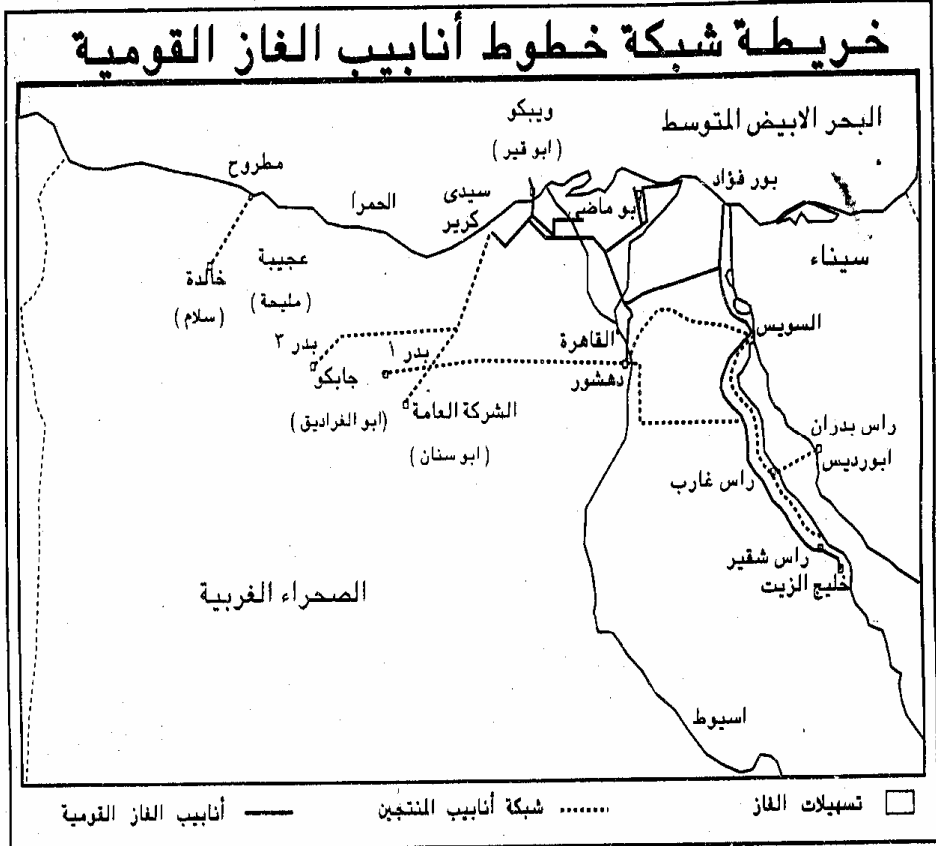 خريطة شبكة خطوط أنابيب الغاز القومية
البحر الابيض المتوسط
ويبكو
(ابو قير)
بور فؤاد
مطروح
سيدى
كرير
الحمرا
ابو ماضى
سيناء
عجيبة
(مليحة)
خالدة
(سلام)
السويس
القاهرة
بدر ٣
بدر ١
جابكو
دهشور
(ابو الغراديق)
الشركة العامة
(ابو سنان)
راس بدران
ابورديس
راس غارب
راس شقير
خليج الزيت
الصحراء الغربية
اسيوط
تسهيلات الغاز
شبكة أنابيب المنتجين
أنابيب الغاز القومية